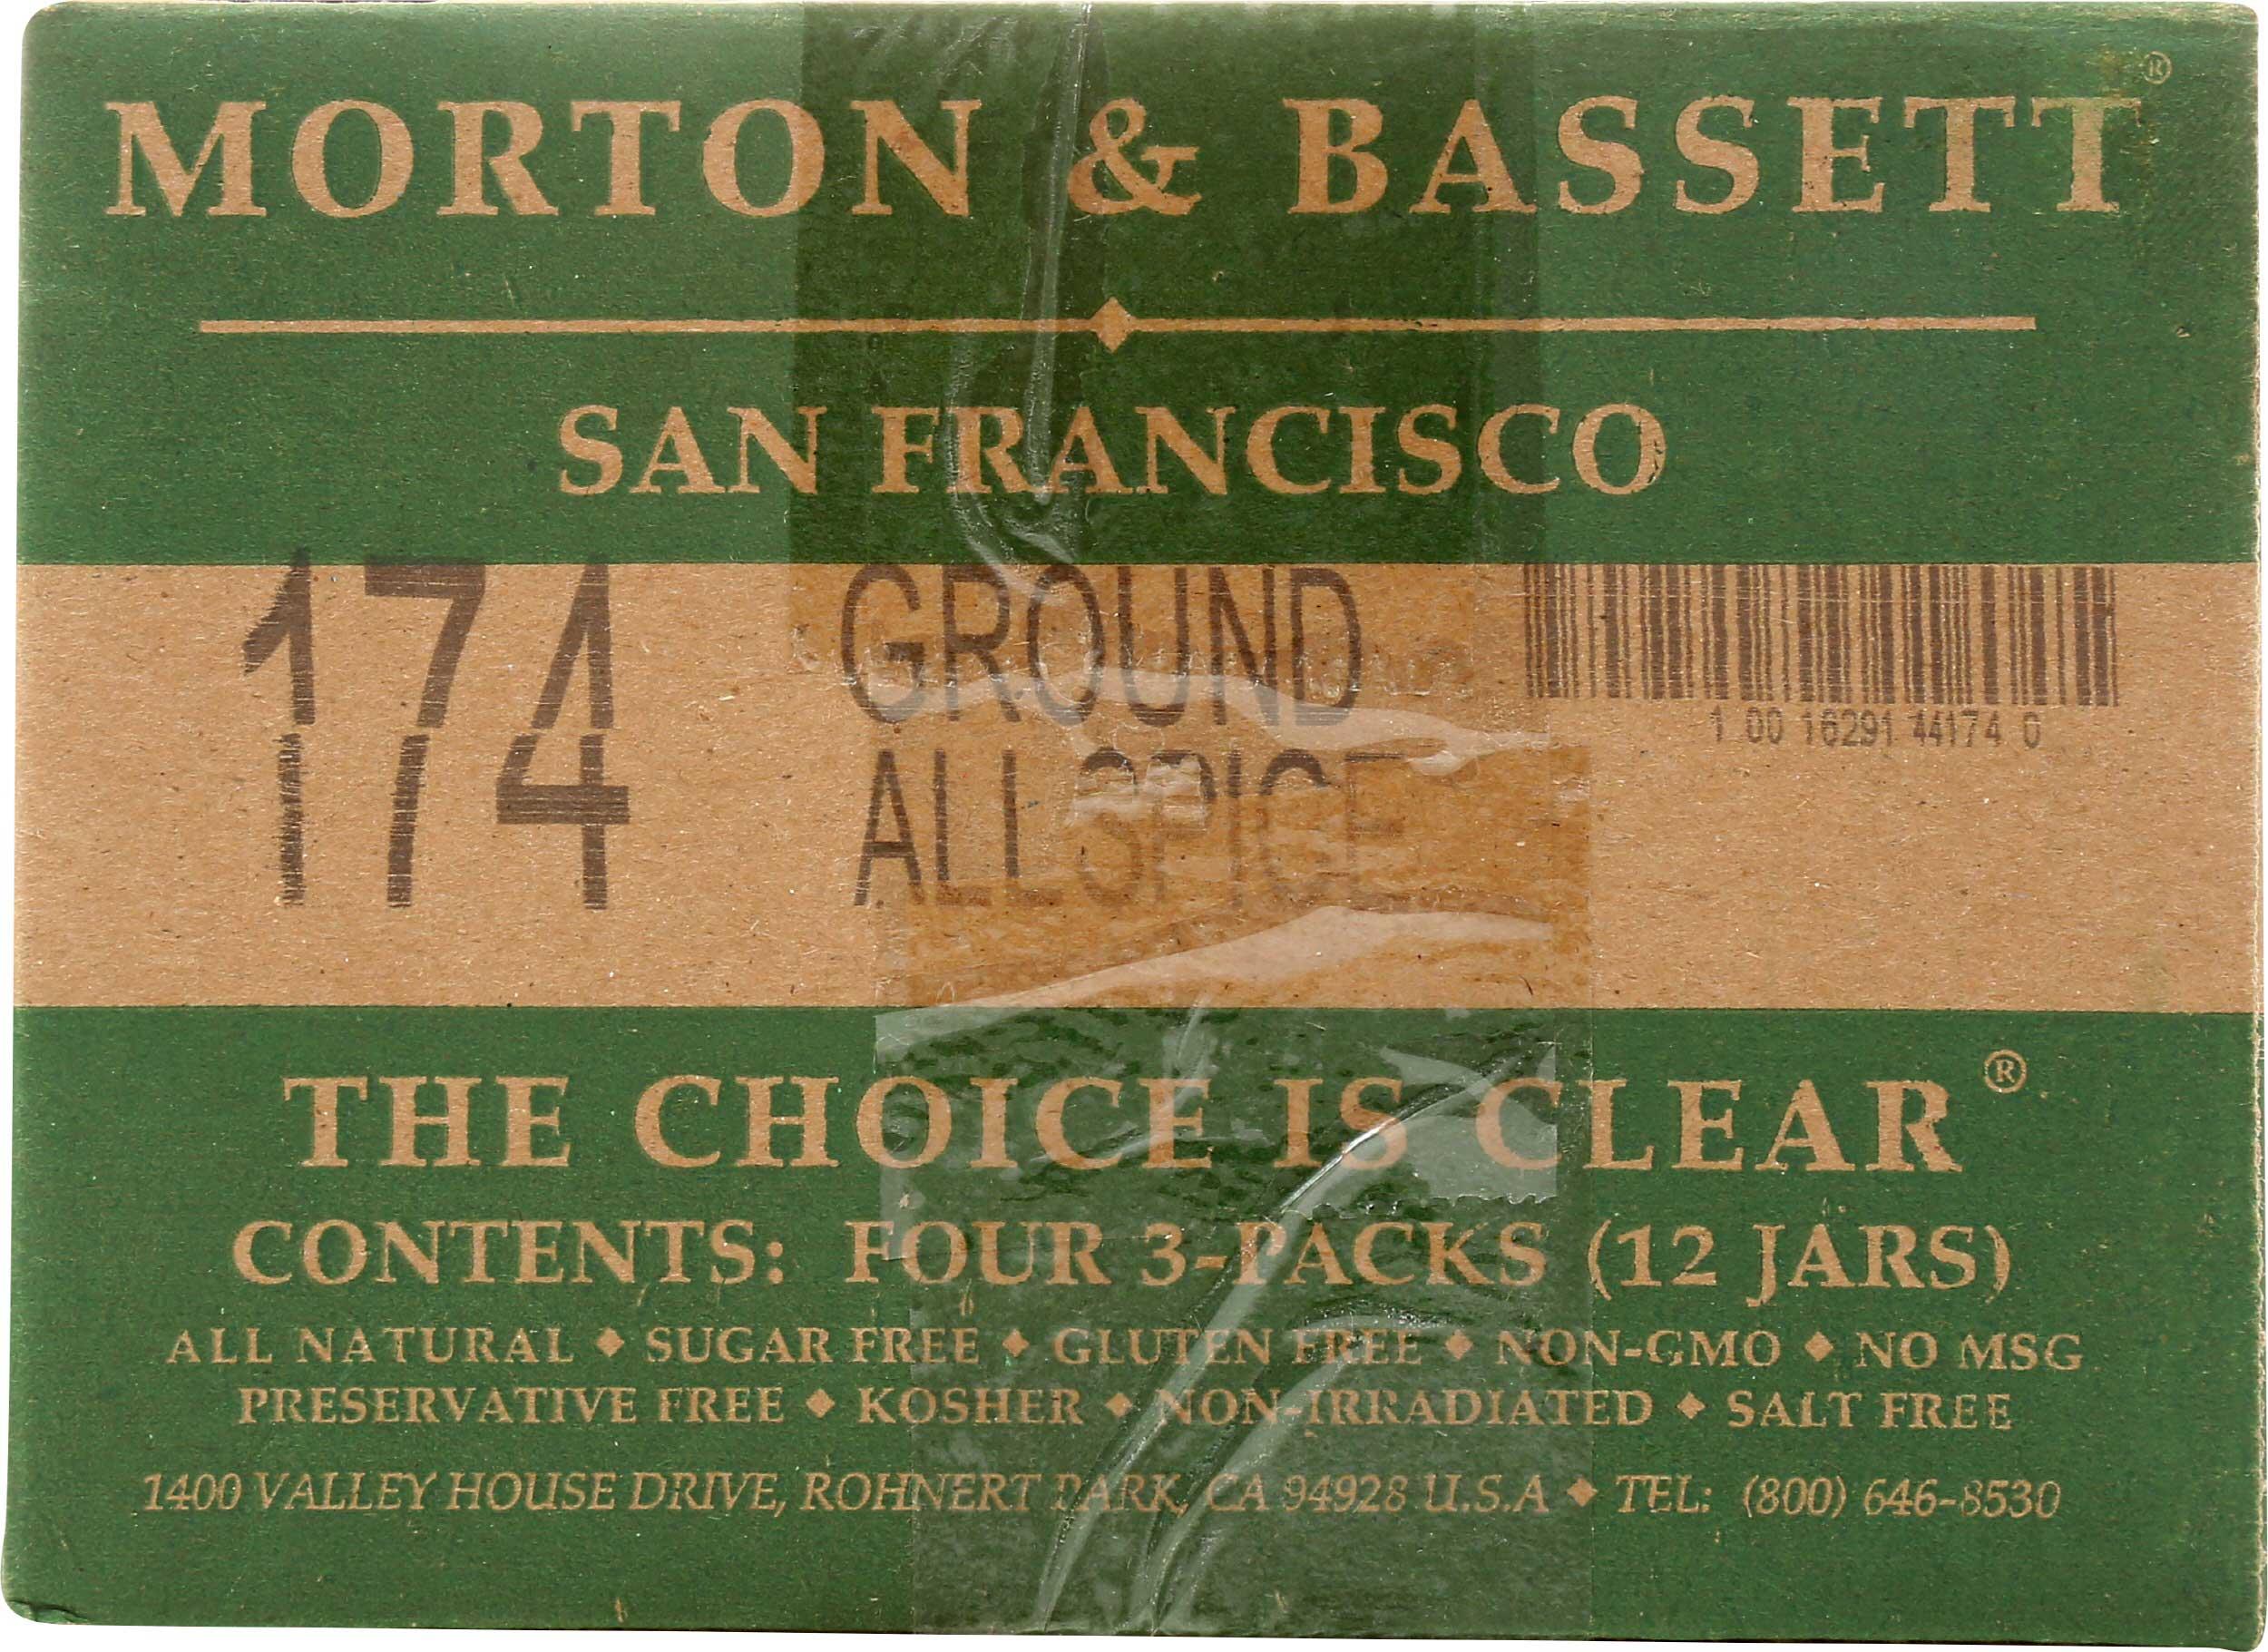 MORTON & BASSETT®
SAN FRANCISCO
174 GROUND
ALLSPICE
1 00 16291 44174 0
THE CHOICE IS CLEAR®
CONTENTS: FOUR 3-PACKS (12 JARS)
ALL NATURAL ◆ SUGAR FREE ◆ GLUTEN FREE ◆ NON-GMO ◆ NO MSG
PRESERVATIVE FREE ◆ KOSHER ◆ NON-IRRADIATED ◆ SALT FREE
1400 VALLEY HOUSE DRIVE, ROHNERT PARK, CA 94928 U.S.A ◆ TEL: (800) 646-8530